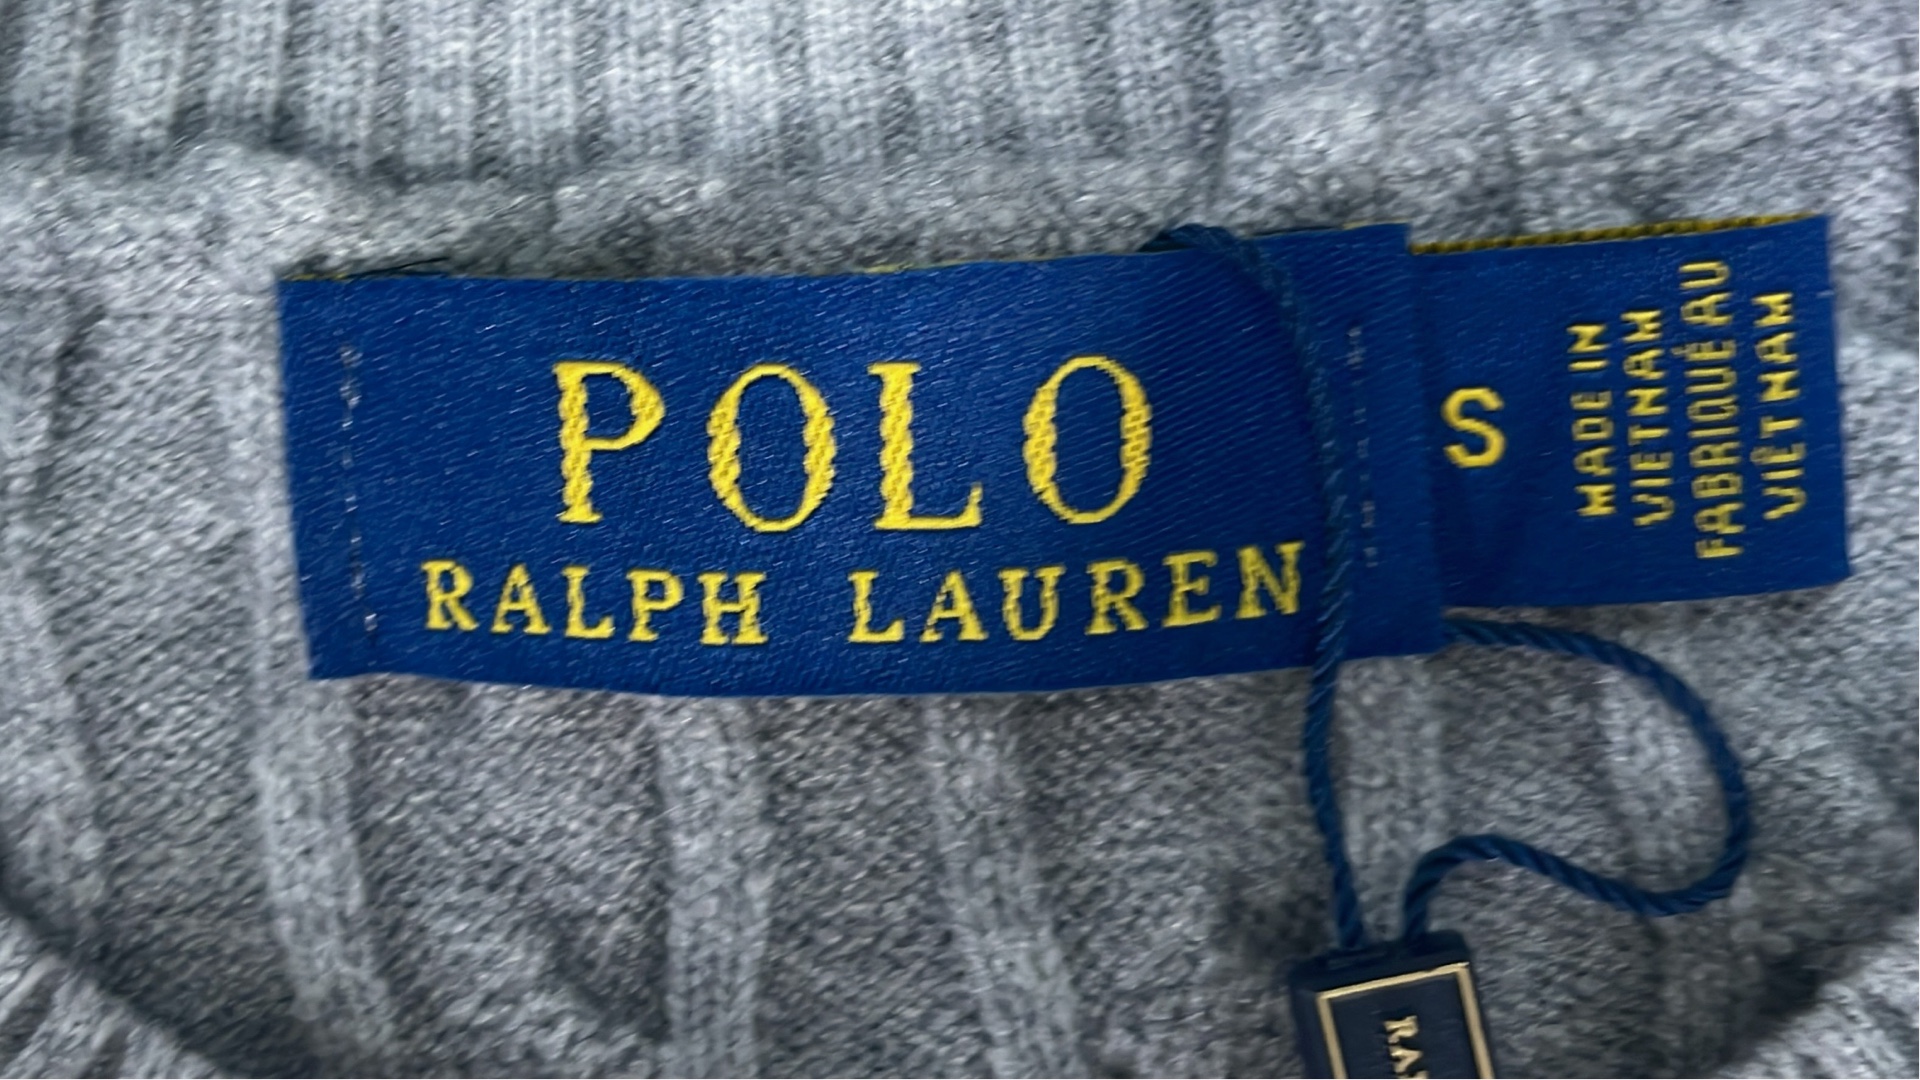 POLO
RALPH LAUREN
S
MADE IN
VIETNAM
FABRIQUÉ AU
VIÊTNAM